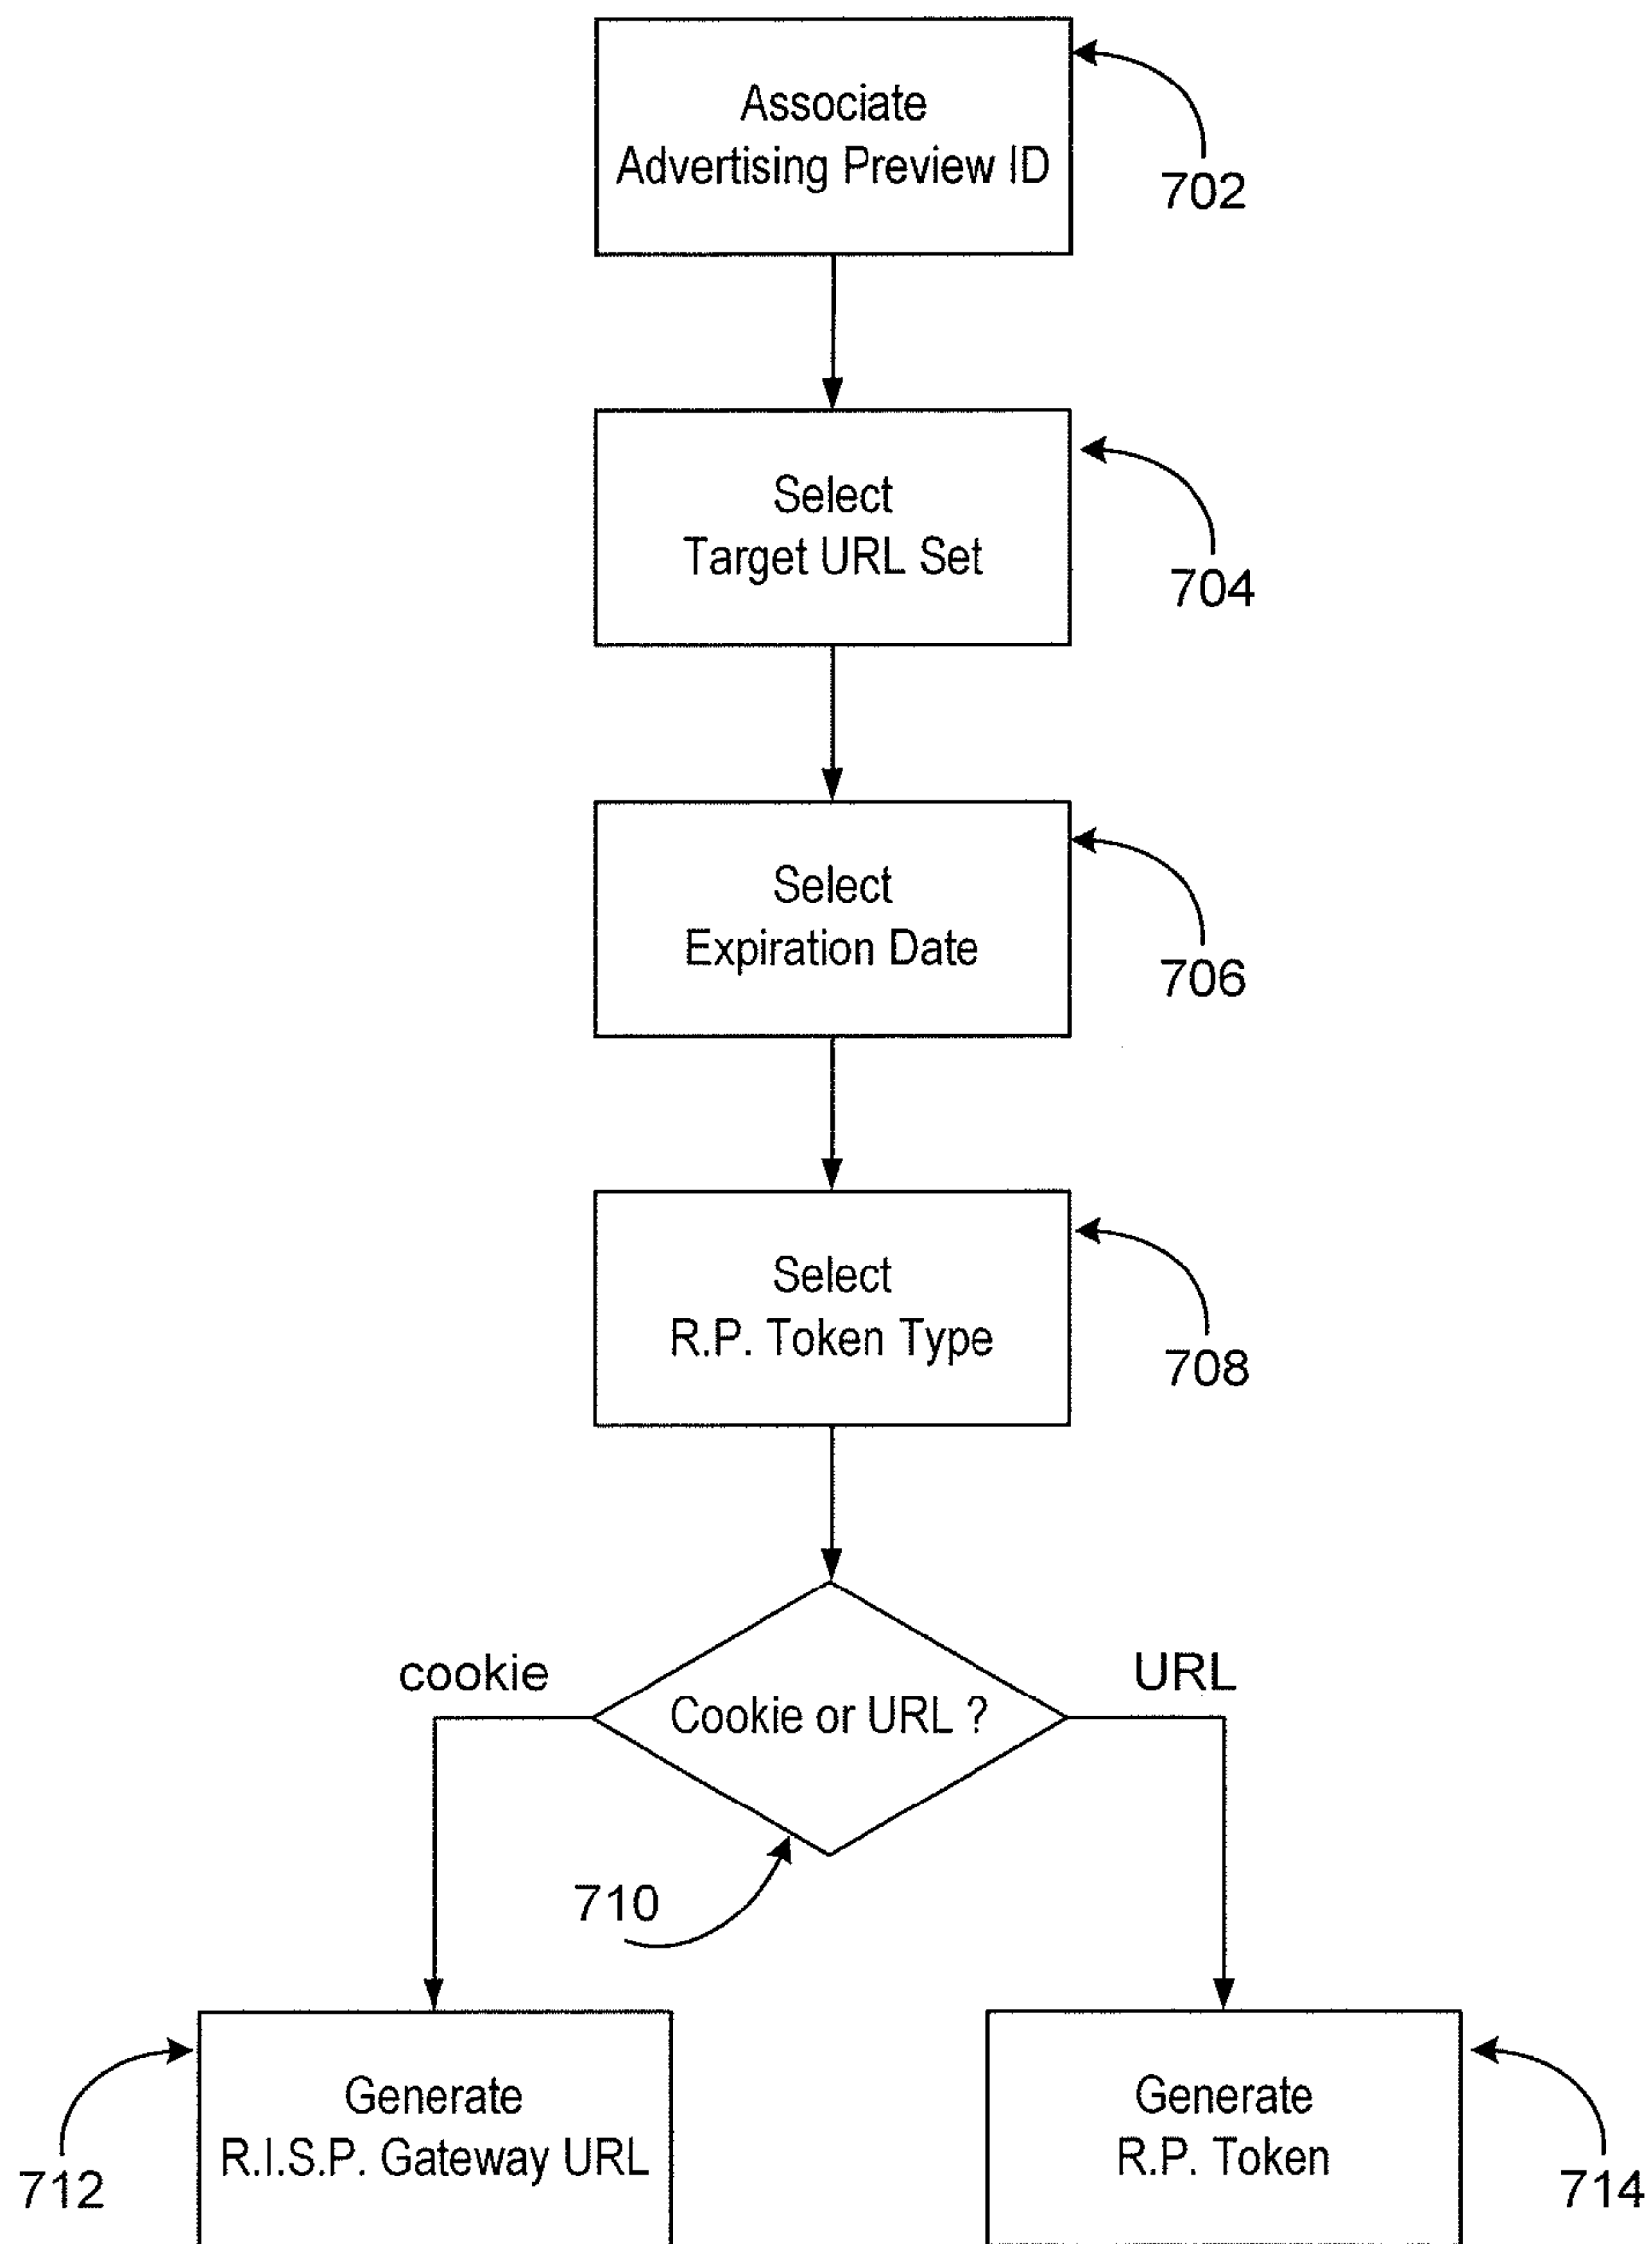 Associate
Advertising Preview ID
702
Select
Target URL Set
704
Select
Expiration Date
706
Select
R.P. Token Type
708
cookie
URL
Cookie or URL ?
710
Generate
R.I.S.P. Gateway URL
712
Generate
R.P. Token
714